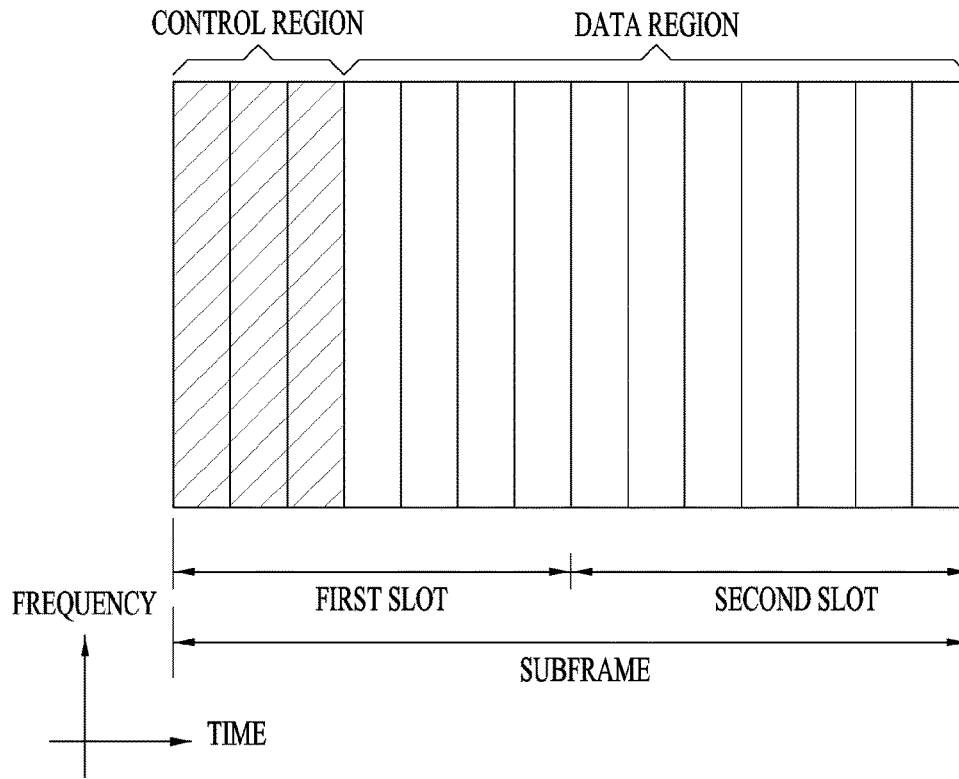 CONTROL REGION
DATA REGION
FIRST SLOT
SECOND SLOT
FREQUENCY
SUBFRAME
TIME